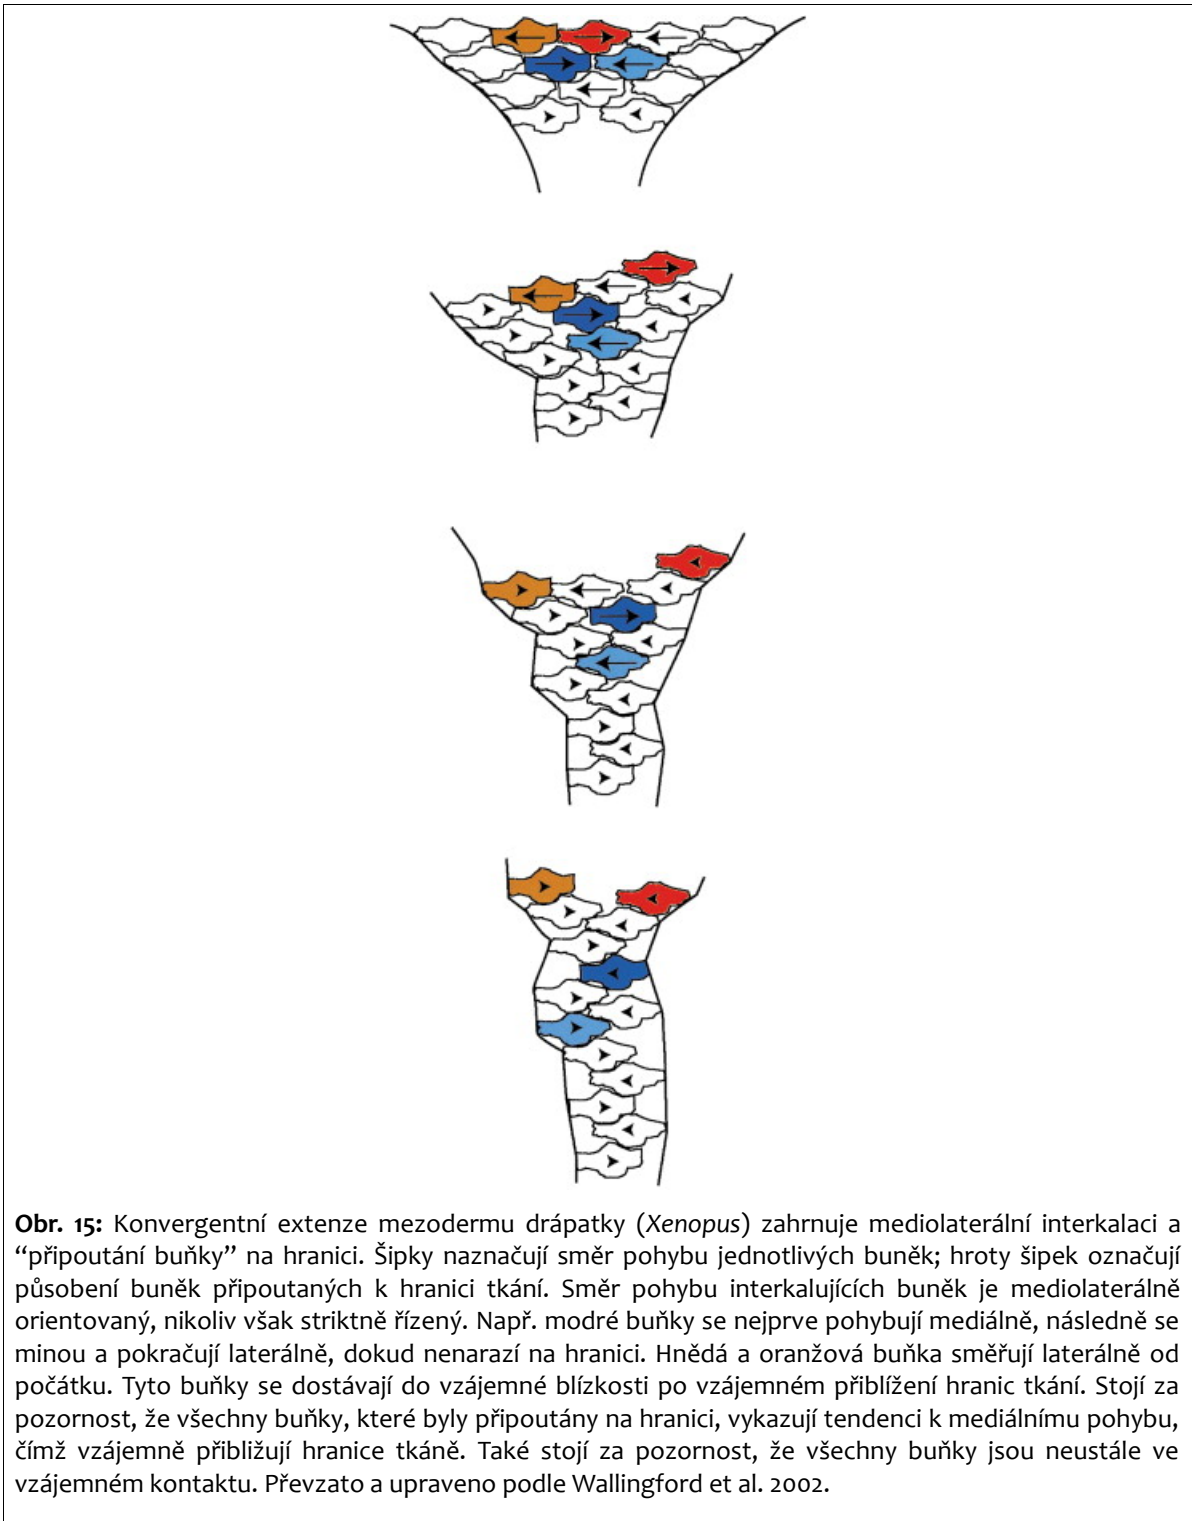 Obr. 15: Konvergentní extenze mezodermu drápatky (Xenopus) zahrnuje mediolaterální interkalaci a
“připoutání buňky” na hranici. Šipky naznačují směr pohybu jednotlivých buněk; hroty šipek označují
působení buněk připoutaných k hranici tkání. Směr pohybu interkalujících buněk je mediolaterálně
orientovaný, nikoliv však striktně řízený. Např. modré buňky se nejprve pohybují mediálně, následně se
minou a pokračují laterálně, dokud nenarazí na hranici. Hnědá a oranžová buňka směřují laterálně od
počátku. Tyto buňky se dostávají do vzájemné blízkosti po vzájemném přiblížení hranic tkání. Stojí za
pozornost, že všechny buňky, které byly připoutány na hranici, vykazují tendenci k mediálnímu pohybu,
čímž vzájemně přibližují hranice tkáně. Také stojí za pozornost, že všechny buňky jsou neustále ve
vzájemném kontaktu. Převzato a upraveno podle Wallingford et al. 2002.